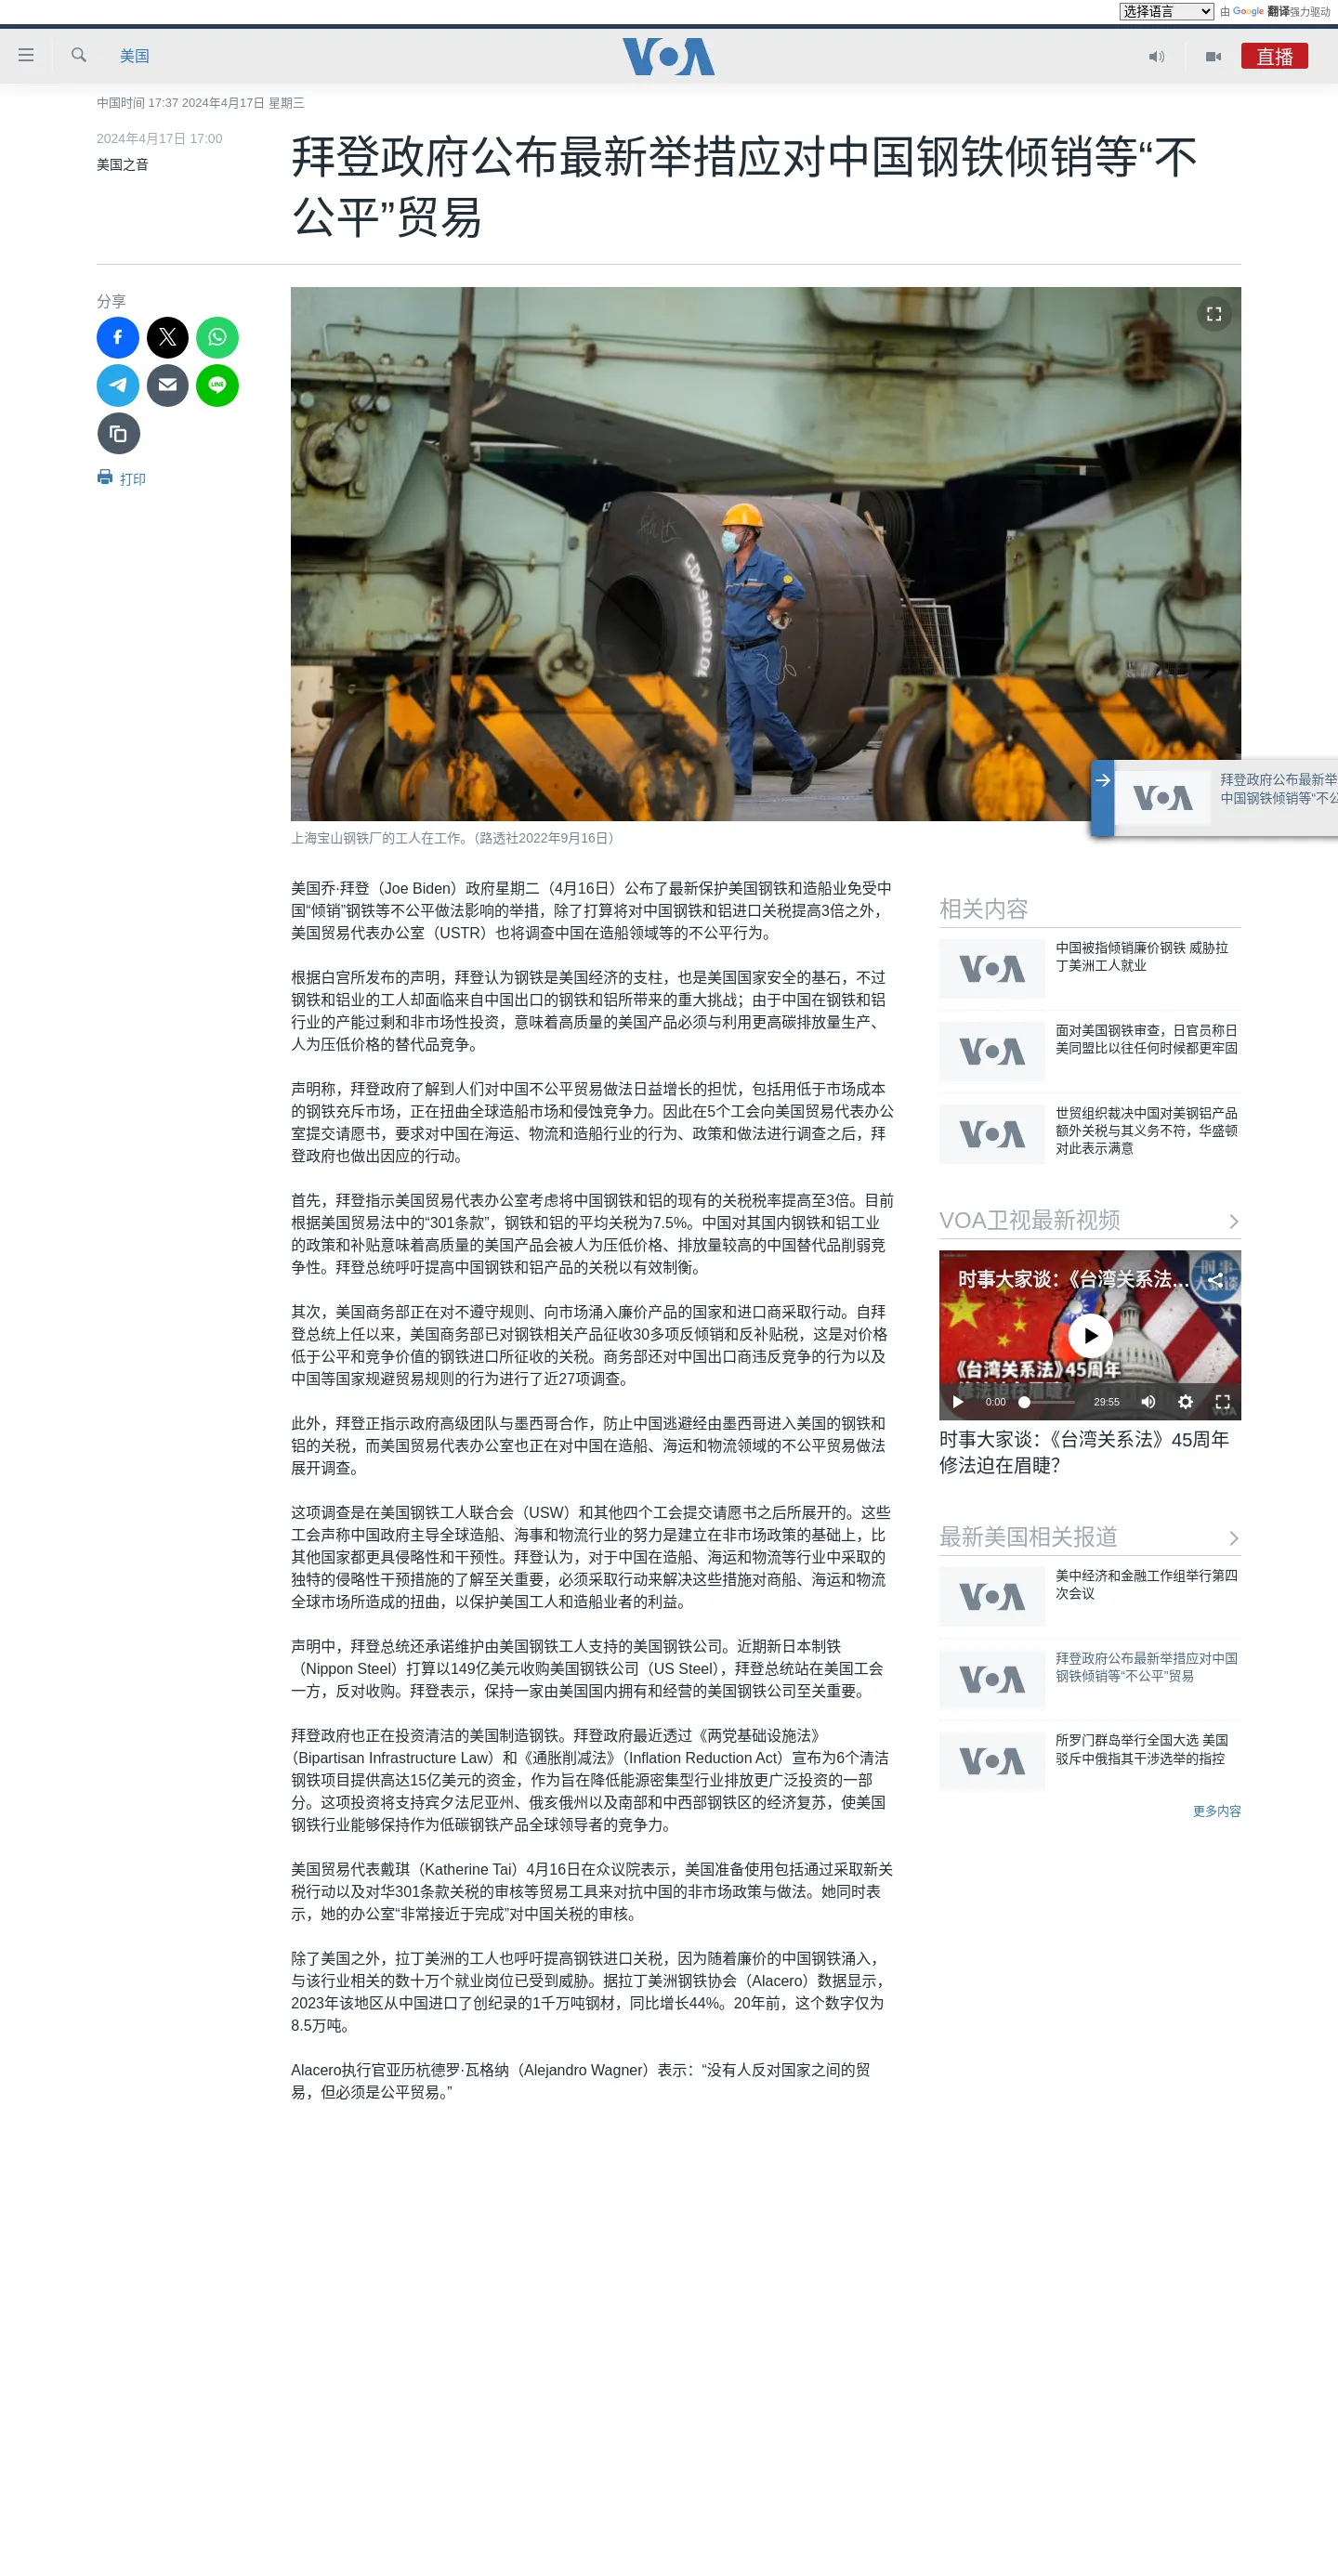 选择语言 由 Google 翻译强力驱动
美国
VOA
直播
中国时间 17:37 2024年4月17日 星期三
2024年4月17日 17:00
美国之音
拜登政府公布最新举措应对中国钢铁倾销等“不
公平”贸易
分享
LINE
打印
拜登政府公布最新举
中国钢铁倾销等“不公
VOA
上海宝山钢铁厂的工人在工作。（路透社2022年9月16日）
美国乔·拜登（Joe Biden）政府星期二（4月16日）公布了最新保护美国钢铁和造船业免受中
国“倾销”钢铁等不公平做法影响的举措，除了打算将对中国钢铁和铝进口关税提高3倍之外，
美国贸易代表办公室（USTR）也将调查中国在造船领域等的不公平行为。
根据白宫所发布的声明，拜登认为钢铁是美国经济的支柱，也是美国国家安全的基石，不过
钢铁和铝业的工人却面临来自中国出口的钢铁和铝所带来的重大挑战；由于中国在钢铁和铝
行业的产能过剩和非市场性投资，意味着高质量的美国产品必须与利用更高碳排放量生产、
人为压低价格的替代品竞争。
声明称，拜登政府了解到人们对中国不公平贸易做法日益增长的担忧，包括用低于市场成本
的钢铁充斥市场，正在扭曲全球造船市场和侵蚀竞争力。因此在5个工会向美国贸易代表办公
室提交请愿书，要求对中国在海运、物流和造船行业的行为、政策和做法进行调查之后，拜
登政府也做出因应的行动。
首先，拜登指示美国贸易代表办公室考虑将中国钢铁和铝的现有的关税税率提高至3倍。目前
根据美国贸易法中的“301条款”，钢铁和铝的平均关税为7.5%。中国对其国内钢铁和铝工业
的政策和补贴意味着高质量的美国产品会被人为压低价格、排放量较高的中国替代品削弱竞
争性。拜登总统呼吁提高中国钢铁和铝产品的关税以有效制衡。
其次，美国商务部正在对不遵守规则、向市场涌入廉价产品的国家和进口商采取行动。自拜
登总统上任以来，美国商务部已对钢铁相关产品征收30多项反倾销和反补贴税，这是对价格
低于公平和竞争价值的钢铁进口所征收的关税。商务部还对中国出口商违反竞争的行为以及
中国等国家规避贸易规则的行为进行了近27项调查。
此外，拜登正指示政府高级团队与墨西哥合作，防止中国逃避经由墨西哥进入美国的钢铁和
铝的关税，而美国贸易代表办公室也正在对中国在造船、海运和物流领域的不公平贸易做法
展开调查。
这项调查是在美国钢铁工人联合会（USW）和其他四个工会提交请愿书之后所展开的。这些
工会声称中国政府主导全球造船、海事和物流行业的努力是建立在非市场政策的基础上，比
其他国家都更具侵略性和干预性。拜登认为，对于中国在造船、海运和物流等行业中采取的
独特的侵略性干预措施的了解至关重要，必须采取行动来解决这些措施对商船、海运和物流
全球市场所造成的扭曲，以保护美国工人和造船业者的利益。
声明中，拜登总统还承诺维护由美国钢铁工人支持的美国钢铁公司。近期新日本制铁
（Nippon Steel）打算以149亿美元收购美国钢铁公司（US Steel），拜登总统站在美国工会
一方，反对收购。拜登表示，保持一家由美国国内拥有和经营的美国钢铁公司至关重要。
拜登政府也正在投资清洁的美国制造钢铁。拜登政府最近透过《两党基础设施法》
（Bipartisan Infrastructure Law）和《通胀削减法》（Inflation Reduction Act）宣布为6个清洁
钢铁项目提供高达15亿美元的资金，作为旨在降低能源密集型行业排放更广泛投资的一部
分。这项投资将支持宾夕法尼亚州、俄亥俄州以及南部和中西部钢铁区的经济复苏，使美国
钢铁行业能够保持作为低碳钢铁产品全球领导者的竞争力。
美国贸易代表戴琪（Katherine Tai）4月16日在众议院表示，美国准备使用包括通过采取新关
税行动以及对华301条款关税的审核等贸易工具来对抗中国的非市场政策与做法。她同时表
示，她的办公室“非常接近于完成”对中国关税的审核。
除了美国之外，拉丁美洲的工人也呼吁提高钢铁进口关税，因为随着廉价的中国钢铁涌入，
与该行业相关的数十万个就业岗位已受到威胁。据拉丁美洲钢铁协会（Alacero）数据显示，
2023年该地区从中国进口了创纪录的1千万吨钢材，同比增长44%。20年前，这个数字仅为
8.5万吨。
Alacero执行官亚历杭德罗·瓦格纳（Alejandro Wagner）表示：“没有人反对国家之间的贸
易，但必须是公平贸易。”
相关内容
VOA
中国被指倾销廉价钢铁 威胁拉
丁美洲工人就业
VOA
面对美国钢铁审查，日官员称日
美同盟比以往任何时候都更牢固
VOA
世贸组织裁决中国对美钢铝产品
额外关税与其义务不符，华盛顿
对此表示满意
VOA卫视最新视频
时事大家谈：《台湾关系法...
时事
大家谈
《台湾关系法》45周年
修法迫在眉睫？
0:00 29:55
VOA
时事大家谈：《台湾关系法》45周年
修法迫在眉睫？
最新美国相关报道
VOA
美中经济和金融工作组举行第四
次会议
VOA
拜登政府公布最新举措应对中国
钢铁倾销等“不公平”贸易
VOA
所罗门群岛举行全国大选 美国
驳斥中俄指其干涉选举的指控
更多内容